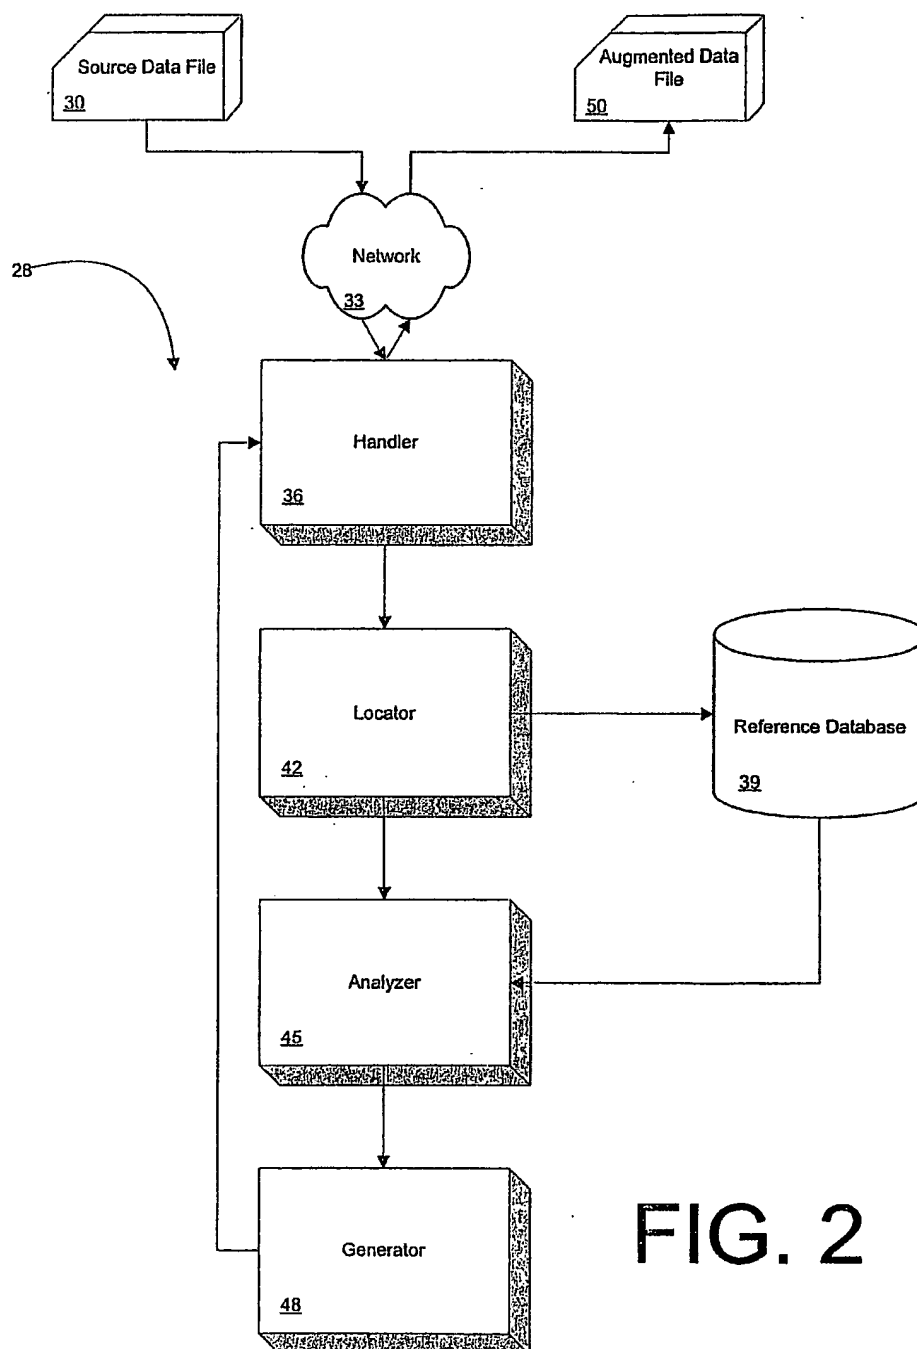 Source Data File
30
Augmented Data
File
50
Network
33
28
Handler
36
Locator
42
Reference Database
39
Analyzer
45
Generator
48
FIG. 2